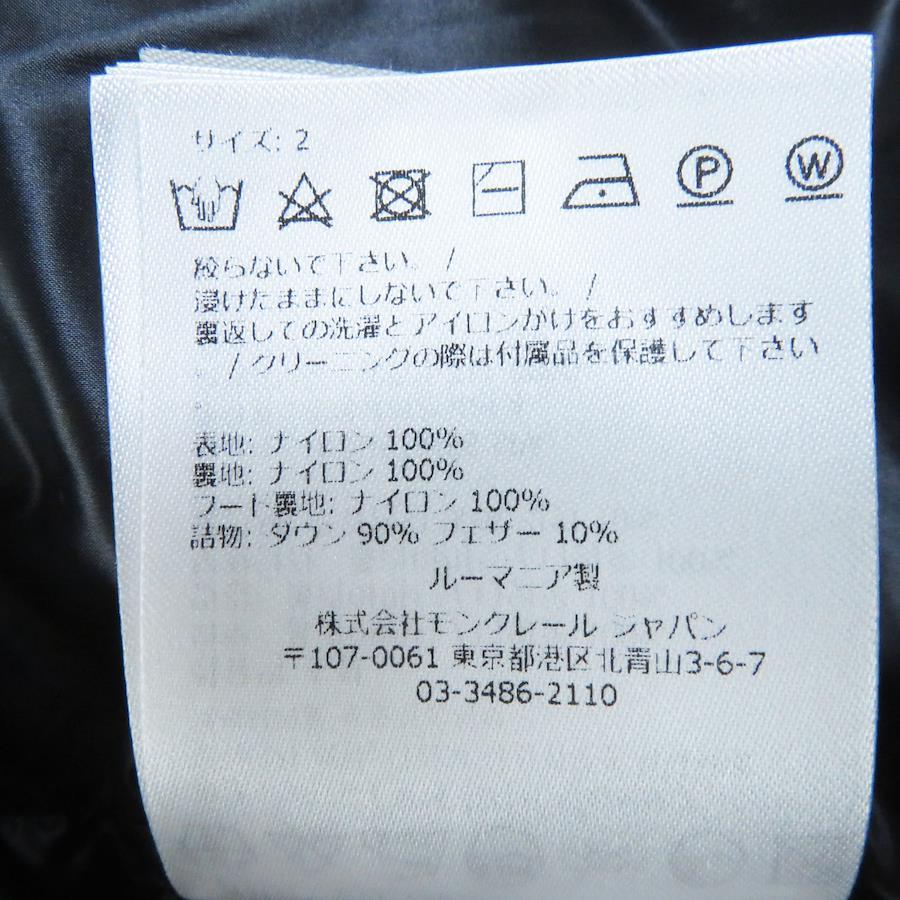 サイズ: 2
P W
絞らないで下さい。/
浸けたままにしないで下さい。/
裏返しての洗濯とアイロンかけをおすすめします
。/クリーニングの際は付属品を保護して下さい
。
表地: ナイロン 100%
裏地: ナイロン 100%
フード裏地: ナイロン 100%
詰物: ダウン 90% フェザー 10%
ルーマニア製
株式会社モンクレール ジャパン
〒107-0061 東京都港区北青山3-6-7
03-3486-2110